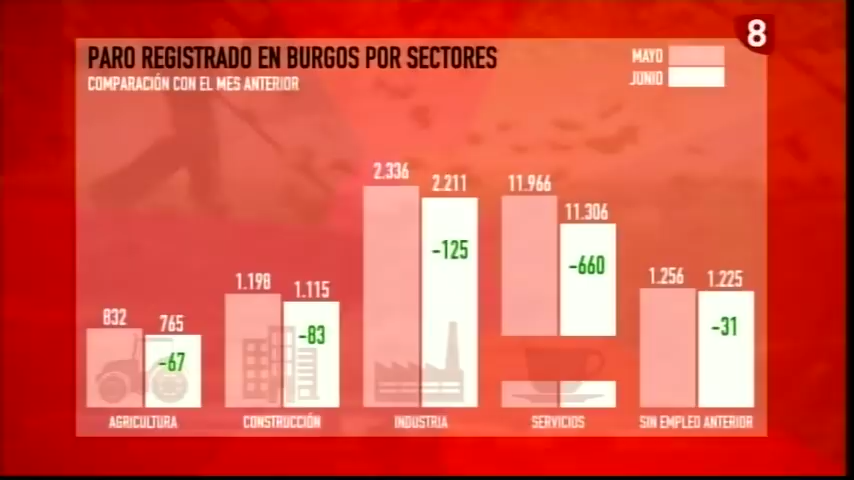 8
PARO REGISTRADO EN BURGOS POR SECTORES
COMPARACIÓN CON EL MES ANTERIOR
MAYO
JUNIO
2.336
2.211
11.966
11.306
-125
-660
1.198
1.115
1.256
1.225
832
765
-83
-31
-67
AGRICULTURA
CONSTRUCCIÓN
INDUSTRIA
SERVICIOS
SIN EMPLEO ANTERIOR